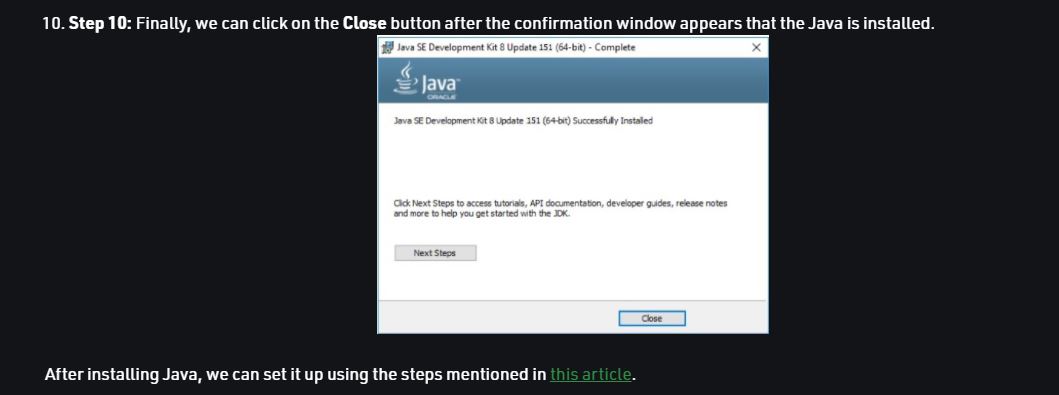 10. Step 10: Finally, we can click on the Close button after the confirmation window appears that the Java is installed.
Java SE Development Kit 8 Update 151 (64-bit) - Complete
Java™
ORACLE
Java SE Development Kit 8 Update 151 (64-bit) Successfully Installed
Click Next Steps to access tutorials, API documentation, developer guides, release notes
and more to help you get started with the JDK.
Next Steps
Close
After installing Java, we can set it up using the steps mentioned in this article.